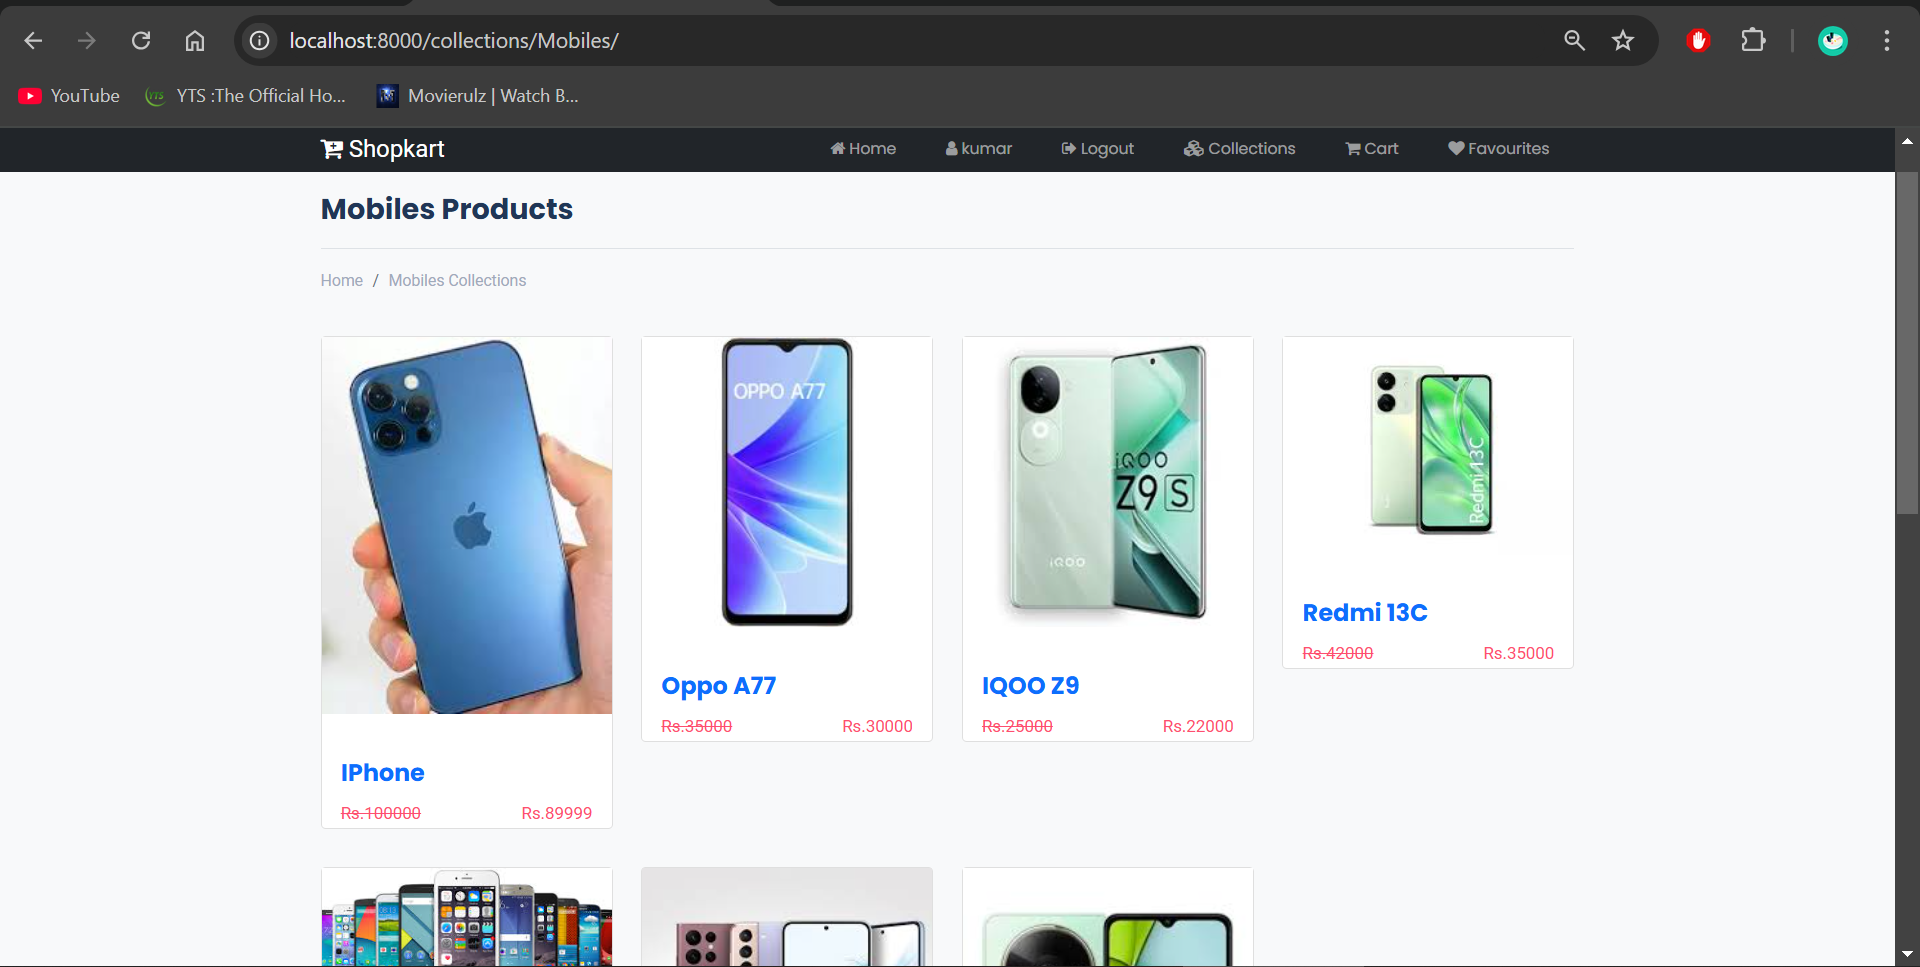 localhost:8000/collections/Mobiles/
YouTube
YTS :The Official Ho...
Movierulz | Watch B...
Shopkart
Home
kumar
Logout
Collections
Cart
Favourites
Mobiles Products
Home / Mobiles Collections
OPPO A77
iQOO
Z9 S
iQOO
Redmi 13C
IPhone
Rs.100000 Rs.89999
Oppo A77
Rs.35000 Rs.30000
IQOO Z9
Rs.25000 Rs.22000
Redmi 13C
Rs.42000 Rs.35000